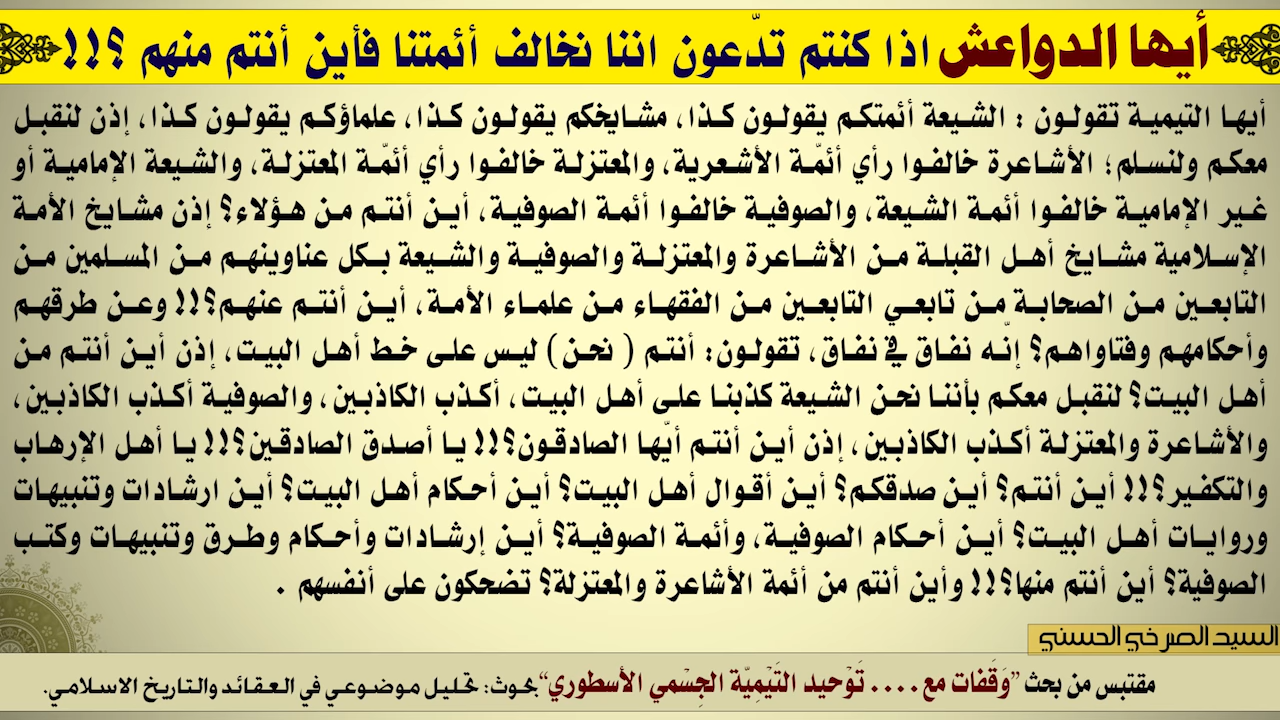 أيها الدواعش اذا كنتم تدّعون اننا نخالف أئمتنا فأين أنتم منهم ؟!!
أيها التيمية تقولون : الشيعة أئمتكم يقولون كذا، مشايخكم يقولون كذا، علماؤكم يقولون كذا، إذن لنقبل
معكم ولنسلم؛ الأشاعرة خالفوا رأي أئمّة الأشعرية، والمعتزلة خالفوا رأي أئمّة المعتزلة، والشيعة الإمامية أو
غير الإمامية خالفوا أئمة الشيعة، والصوفية خالفوا أئمة الصوفية، أين أنتم من هؤلاء؟ إذن مشايخ الأمة
الإسلامية مشايخ أهل القبلة من الأشاعرة والمعتزلة والصوفية والشيعة بكل عناوينهم من المسلمين من
التابعين من الصحابة من تابعي التابعين من الفقهاء من علماء الأمة، أين أنتم عنهم؟!! وعن طرقهم
وأحكامهم وفتاواهم؟ إنّه نفاق في نفاق، تقولون: أنتم ( نحن) ليس على خط أهل البيت، إذن أين أنتم من
أهل البيت؟ لنقبل معكم بأننا نحن الشيعة كذبنا على أهل البيت، أكذب الكاذبين، والصوفية أكذب الكاذبين،
والأشاعرة والمعتزلة أكذب الكاذبين، إذن أين أنتم أيّها الصادقون؟!! يا أصدق الصادقين؟!! يا أهل الإرهاب
والتكفير؟!! أين أنتم؟ أين صدقكم؟ أين أقوال أهل البيت؟ أين أحكام أهل البيت؟ أين ارشادات وتنبيهات
وروايات أهل البيت؟ أين أحكام الصوفية، وأئمة الصوفية؟ أين إرشادات وأحكام وطرق وتنبيهات وكتب
الصوفية؟ أين أنتم منها؟!! وأين أنتم من أئمة الأشاعرة والمعتزلة؟ تضحكون على أنفسهم .
السيد الصرخي الحسني
مقتبس من بحث "وَقَفات مع.... تَوْحيد التَيْمِيّة الجِسْمي الأسطوري" بحوث: تحليل موضوعي في العقائد والتاريخ الاسلامي.